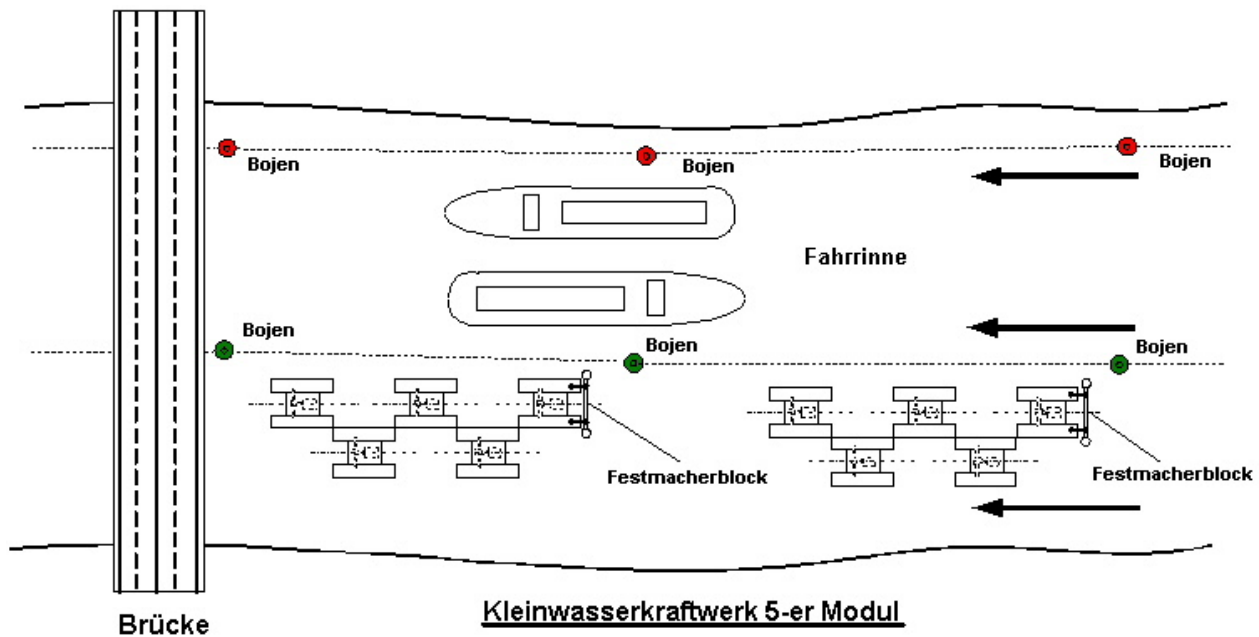 Bojen
Bojen
Bojen
Fahrrinne
Bojen
Bojen
Bojen
Festmacherblock
Festmacherblock
Brücke
Kleinwasserkraftwerk 5-er Modul